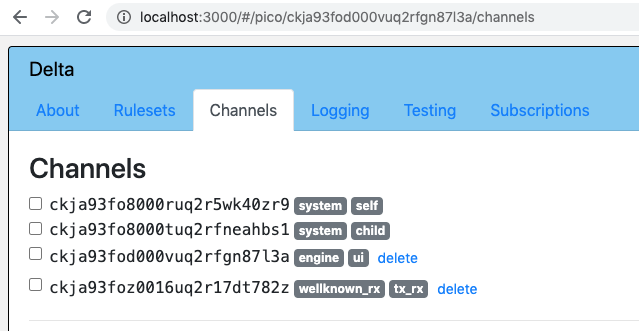 localhost:3000/#/pico/ckja93fod000vuq2rfgn87l3a/channels
Delta
About Rulesets Channels Logging Testing Subscriptions
Channels
ckja93fo8000ruq2r5wk40zr9 system self
ckja93fo8000tuq2rfneahbs1 system child
ckja93fod000vuq2rfgn87l3a engine ui delete
ckja93foz0016uq2r17dt782z wellknown_rx tx_rx delete